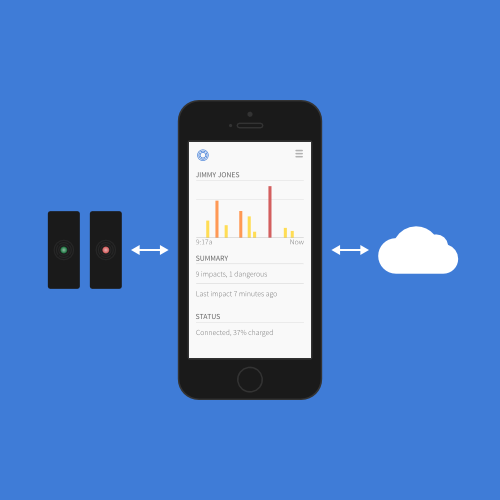 JIMMY JONES
9:17a Now
SUMMARY
9 impacts, 1 dangerous
Last impact 7 minutes ago
STATUS
Connected, 37% charged